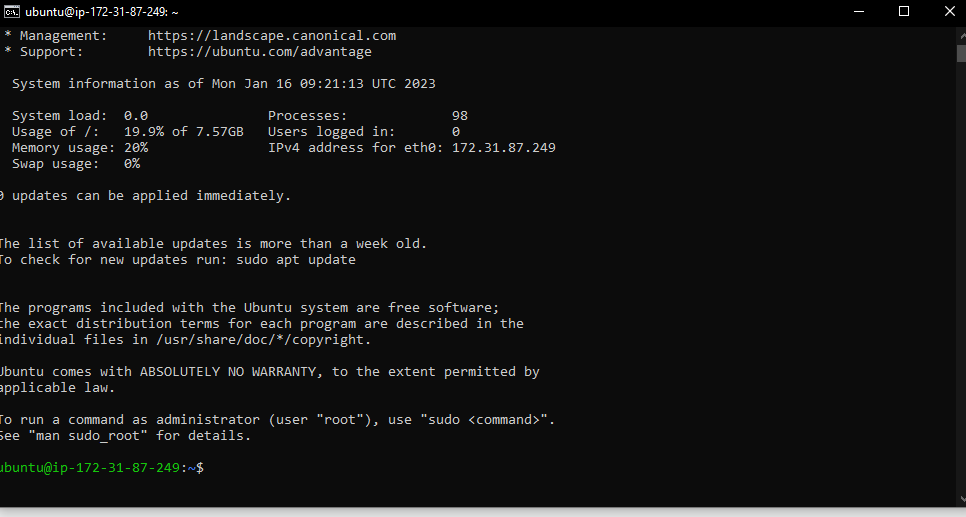 ubuntu@ip-172-31-87-249: ~
* Management:     https://landscape.canonical.com
* Support:        https://ubuntu.com/advantage
System information as of Mon Jan 16 09:21:13 UTC 2023
System load:  0.0               Processes:             98
Usage of /:   19.9% of 7.57GB   Users logged in:       0
Memory usage: 20%               IPv4 address for eth0: 172.31.87.249
Swap usage:   0%
0 updates can be applied immediately.
The list of available updates is more than a week old.
To check for new updates run: sudo apt update
The programs included with the Ubuntu system are free software;
the exact distribution terms for each program are described in the
individual files in /usr/share/doc/*/copyright.
Ubuntu comes with ABSOLUTELY NO WARRANTY, to the extent permitted by
applicable law.
To run a command as administrator (user "root"), use "sudo <command>".
See "man sudo_root" for details.
ubuntu@ip-172-31-87-249:~$